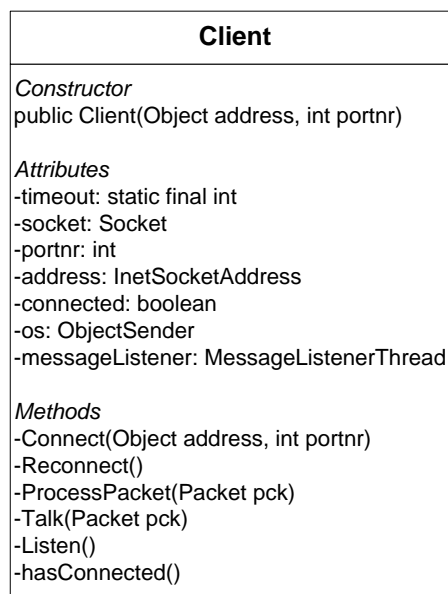 Client
Constructor
public Client(Object address, int portnr)
Attributes
-timeout: static final int
-socket: Socket
-portnr: int
-address: InetSocketAddress
-connected: boolean
-os: ObjectSender
-messageListener: MessageListenerThread
Methods
-Connect(Object address, int portnr)
-Reconnect()
-ProcessPacket(Packet pck)
-Talk(Packet pck)
-Listen()
-hasConnected()